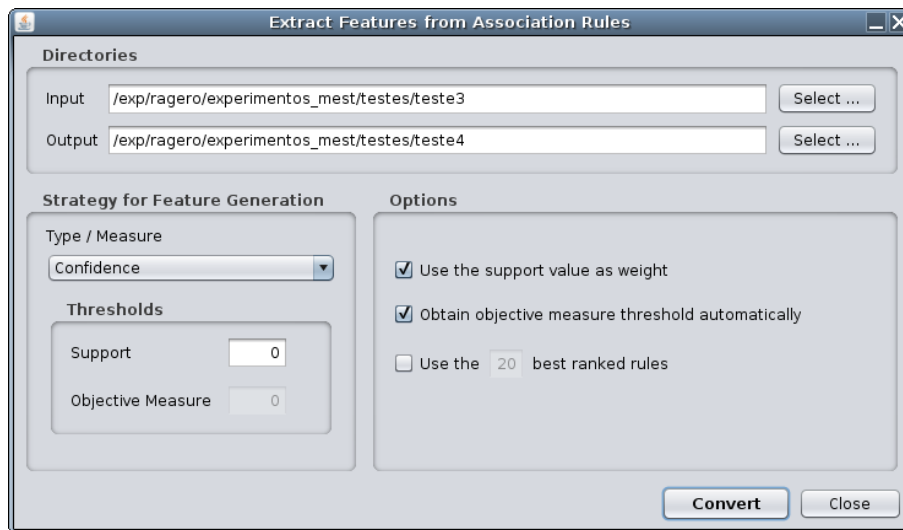 Extract Features from Association Rules
Directories
Input /exp/ragero/experimentos_mest/testes/teste3 Select ...
Output /exp/ragero/experimentos_mest/testes/teste4 Select ...
Strategy for Feature Generation
Type / Measure
Confidence
Thresholds
Support 0
Objective Measure 0
Options
Use the support value as weight
Obtain objective measure threshold automatically
Use the 20 best ranked rules
Convert Close